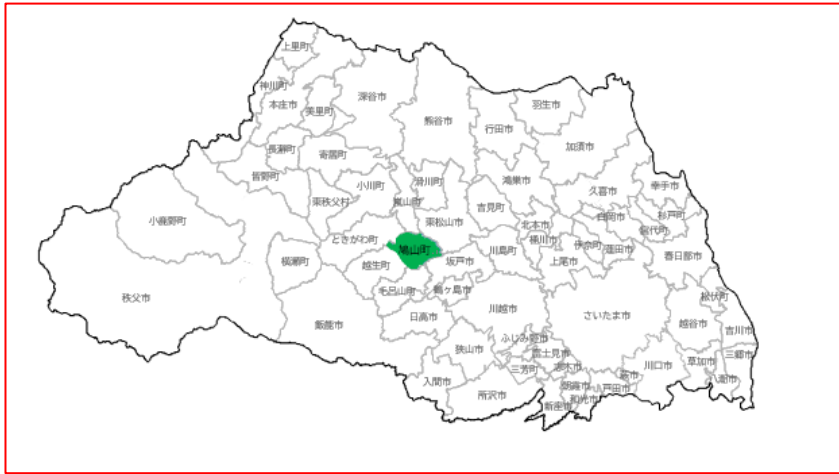 上里町
神川町
本庄市
美里町
深谷市
熊谷市
行田市
羽生市
加須市
長瀞町
寄居町
皆野町
小川町
滑川町
嵐山町
東秩父村
東松山市
吉見町
鴻巣市
久喜市
幸手市
小鹿野町
北本市
白岡市
杉戸町
宮代町
ときがわ町
鳩山町
川島町
桶川市
伊奈町
蓮田市
上尾市
春日部市
横瀬町
越生町
坂戸市
秩父市
毛呂山町
鶴ヶ島市
川越市
さいたま市
松伏町
越谷市
吉川市
飯能市
日高市
狭山市
ふじみ野市
富士見市
三芳町
志木市
川口市
草加市
三郷市
八潮市
入間市
所沢市
朝霞市
新座市
和光市
戸田市
蕨市